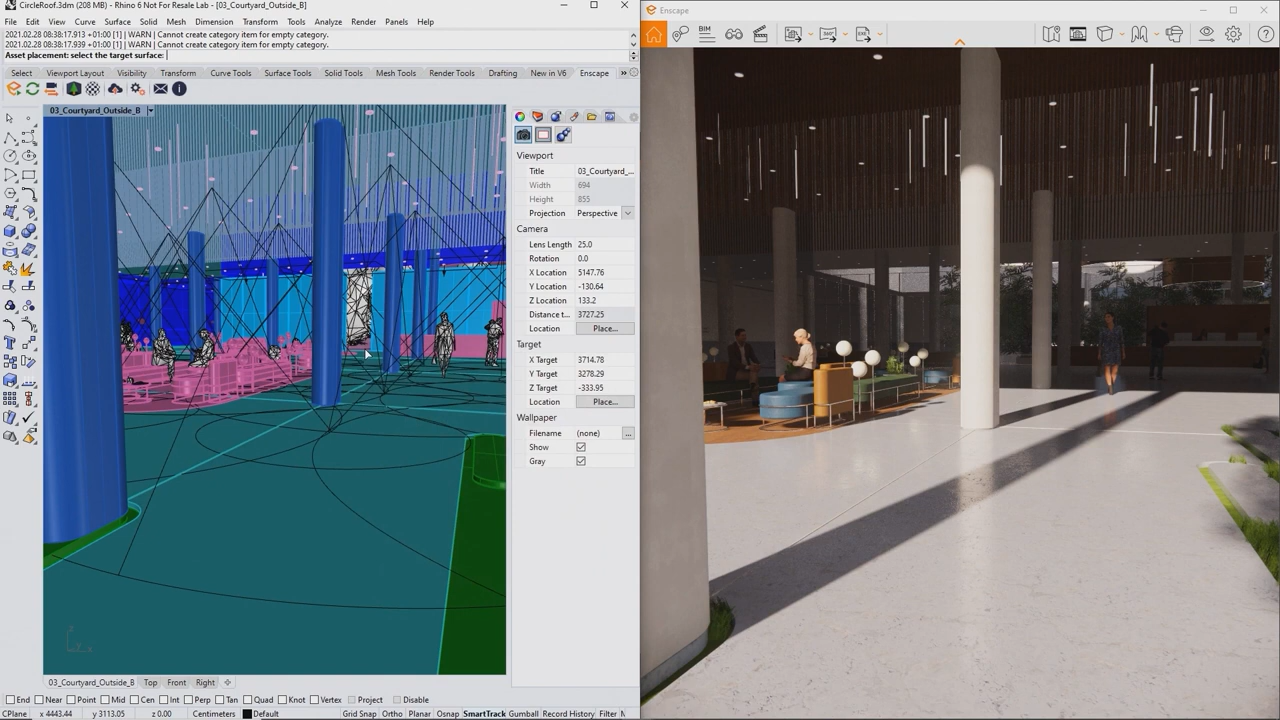 CircleRoof.3dm (208 MB) - Rhino 6 Not For Resale Lab - [03_Courtyard_Outside_B]
File Edit View Curve Surface Solid Mesh Dimension Transform Tools Analyze Render Panels Help
2021.02.28 08:38:17.913 +01:00 [1] | WARN | Cannot create category item for empty category.
2021.02.28 08:38:17.939 +01:00 [1] | WARN | Cannot create category item for empty category.
Asset placement: select the target surface:
Select Viewport Layout Visibility Transform Curve Tools Surface Tools Solid Tools Mesh Tools Render Tools Drafting New in V6 Enscape »
03_Courtyard_Outside_B
Viewport
Title 03_Courtyard_...
Width 694
Height 855
Projection Perspective
Camera
Lens Length 25.0
Rotation 0.0
X Location 5147.76
Y Location -130.64
Z Location 133.2
Distance t... 3727.25
Location Place...
Target
X Target 3714.78
Y Target 3278.29
Z Target -333.95
Location Place...
Wallpaper
Filename (none) ...
Show
Gray
03_Courtyard_Outside_B Top Front Right
End Near Point Mid Cen Int Perp Tan Quad Knot Vertex Project Disable
CPlane x 4443.44 y 3113.05 z 0.00 Centimeters Default Grid Snap Ortho Planar Osnap SmartTrack Gumball Record History Filter M
Enscape
BIM
360°
EXE